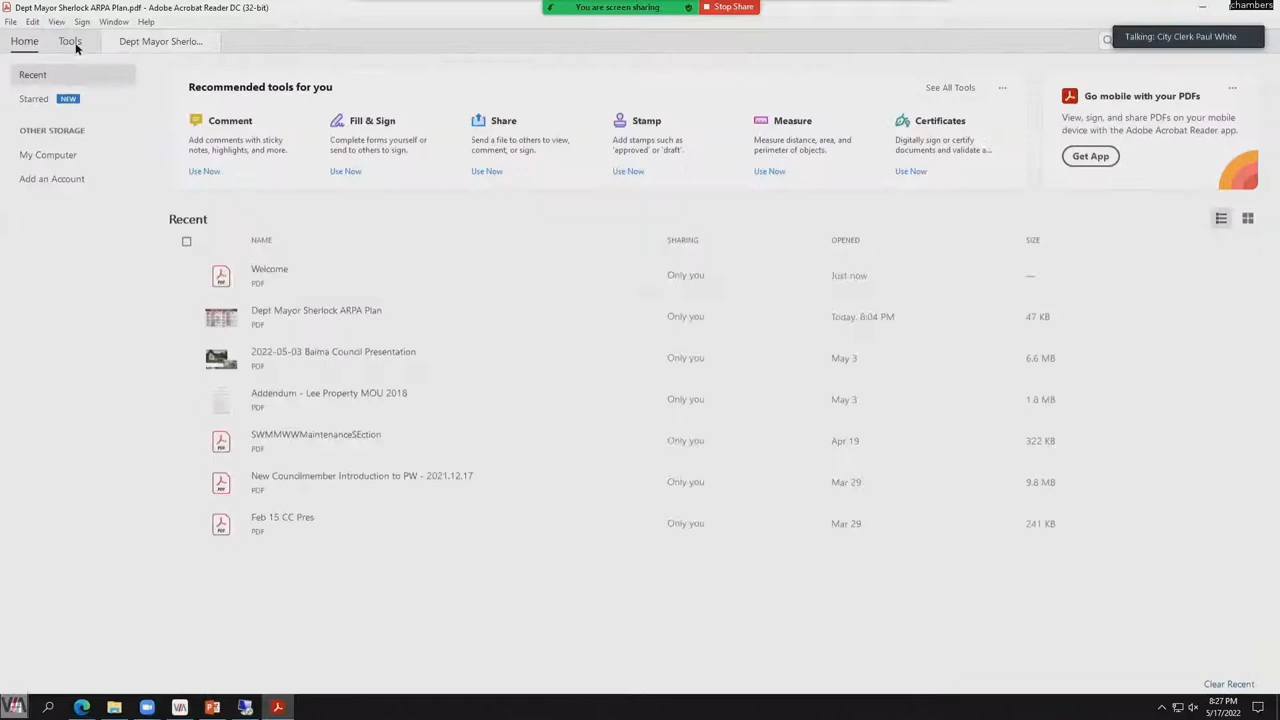 Dept Mayor Sherlock ARPA Plan.pdf - Adobe Acrobat Reader DC (32-bit)
You are screen sharing
Stop Share
chambers
File Edit View Sign Window Help
Home Tools Dept Mayor Sherlo...
Talking: City Clerk Paul White
Recent
Starred NEW
OTHER STORAGE
My Computer
Add an Account
Recommended tools for you
See All Tools
Comment
Add comments with sticky
notes, highlights, and more.
Use Now
Fill & Sign
Complete forms yourself or
send to others to sign.
Use Now
Share
Send a file to others to view,
comment, or sign.
Use Now
Stamp
Add stamps such as
'approved' or 'draft'.
Use Now
Measure
Measure distance, area, and
perimeter of objects.
Use Now
Certificates
Digitally sign or certify
documents and validate a...
Use Now
Go mobile with your PDFs
View, sign, and share PDFs on your mobile
device with the Adobe Acrobat Reader app.
Get App
Recent
NAME SHARING OPENED SIZE
Welcome
PDF
Only you Just now —
Dept Mayor Sherlock ARPA Plan
PDF
Only you Today, 8:04 PM 47 KB
2022-05-03 Baima Council Presentation
PDF
Only you May 3 6.6 MB
Addendum - Lee Property MOU 2018
PDF
Only you May 3 1.8 MB
SWMMWWMaintenanceSEction
PDF
Only you Apr 19 322 KB
New Councilmember Introduction to PW - 2021.12.17
PDF
Only you Mar 29 9.8 MB
Feb 15 CC Pres
PDF
Only you Mar 29 241 KB
Clear Recent
VIA
8:27 PM
5/17/2022